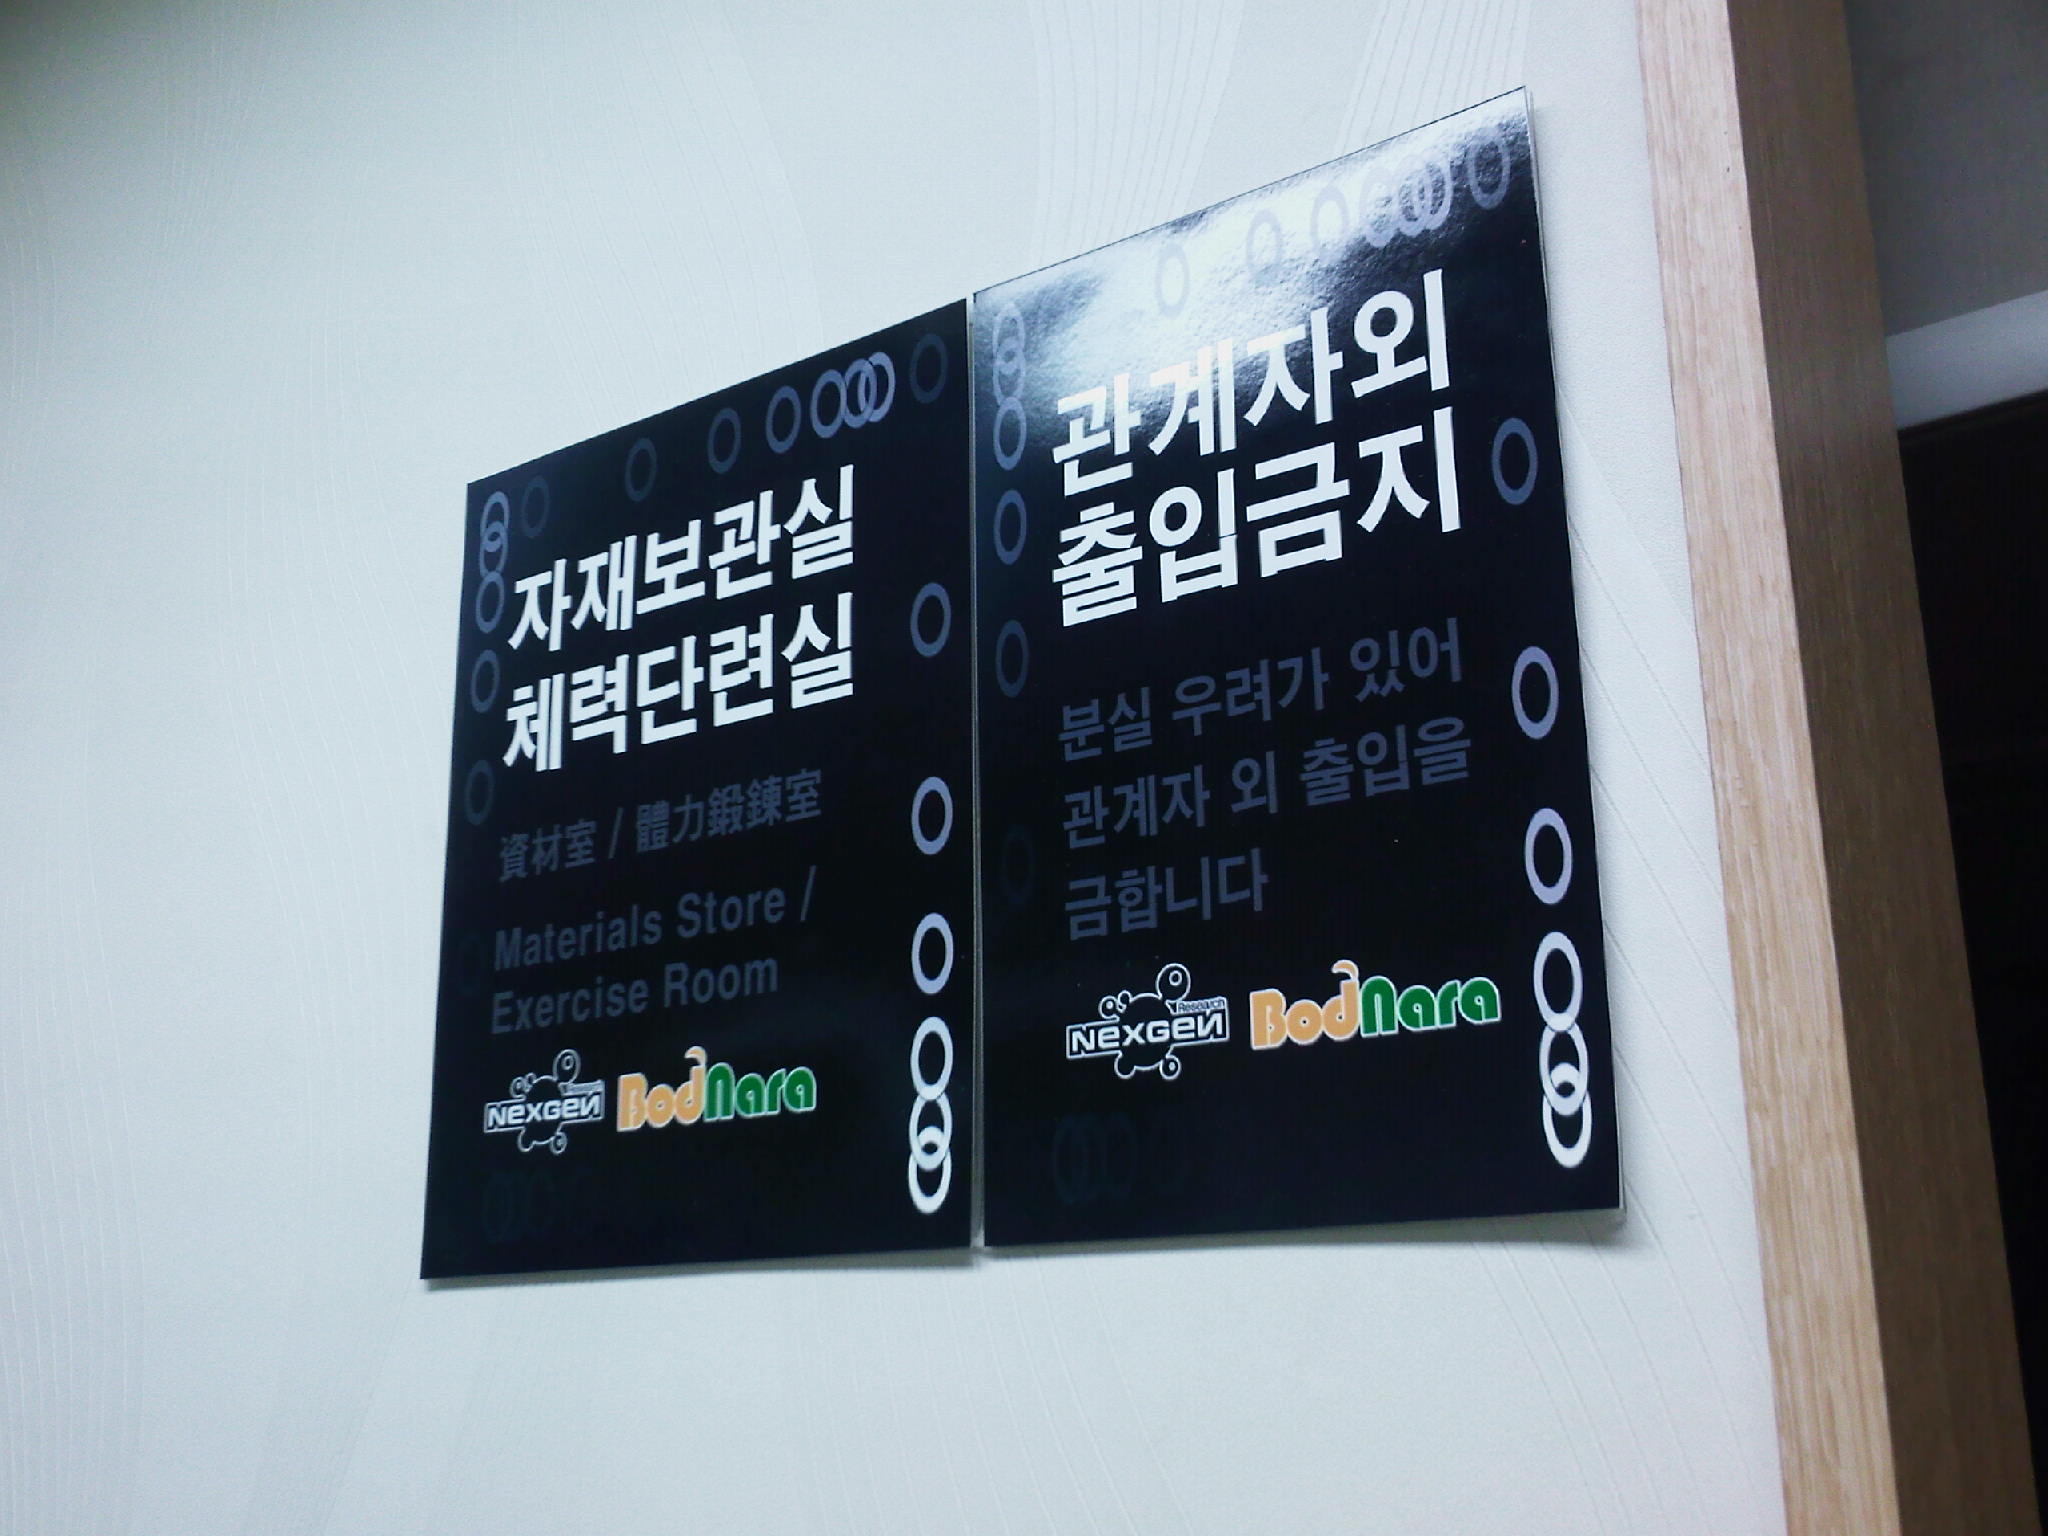 자재보관실
체력단련실
資材室 / 體力鍛鍊室
Materials Store /
Exercise Room
Research
NexGen
BodNara
관계자외
출입금지
분실 우려가 있어
관계자 외 출입을
금합니다
Research
NexGen
BodNara